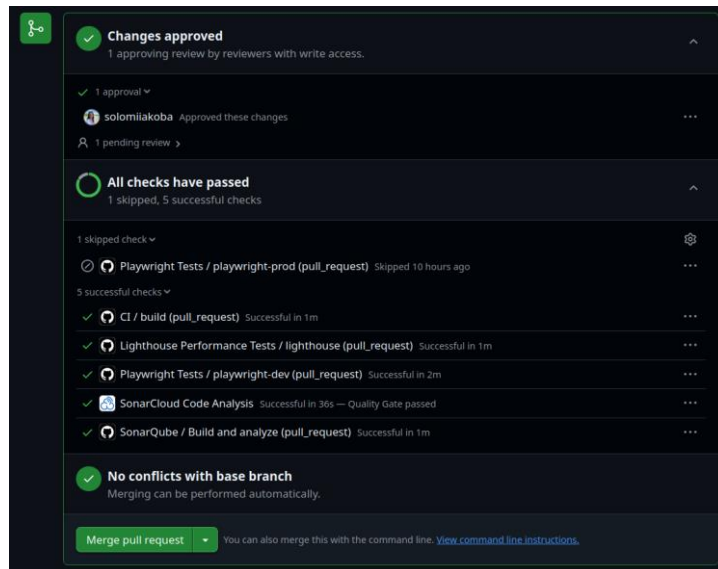 Changes approved
1 approving review by reviewers with write access.
1 approval
solomiiakoba Approved these changes
1 pending review
All checks have passed
1 skipped, 5 successful checks
1 skipped check
Playwright Tests / playwright-prod (pull_request) Skipped 10 hours ago
5 successful checks
CI / build (pull_request) Successful in 1m
Lighthouse Performance Tests / lighthouse (pull_request) Successful in 1m
Playwright Tests / playwright-dev (pull_request) Successful in 2m
SonarCloud Code Analysis Successful in 36s — Quality Gate passed
SonarQube / Build and analyze (pull_request) Successful in 1m
No conflicts with base branch
Merging can be performed automatically.
Merge pull request You can also merge this with the command line. View command line instructions.